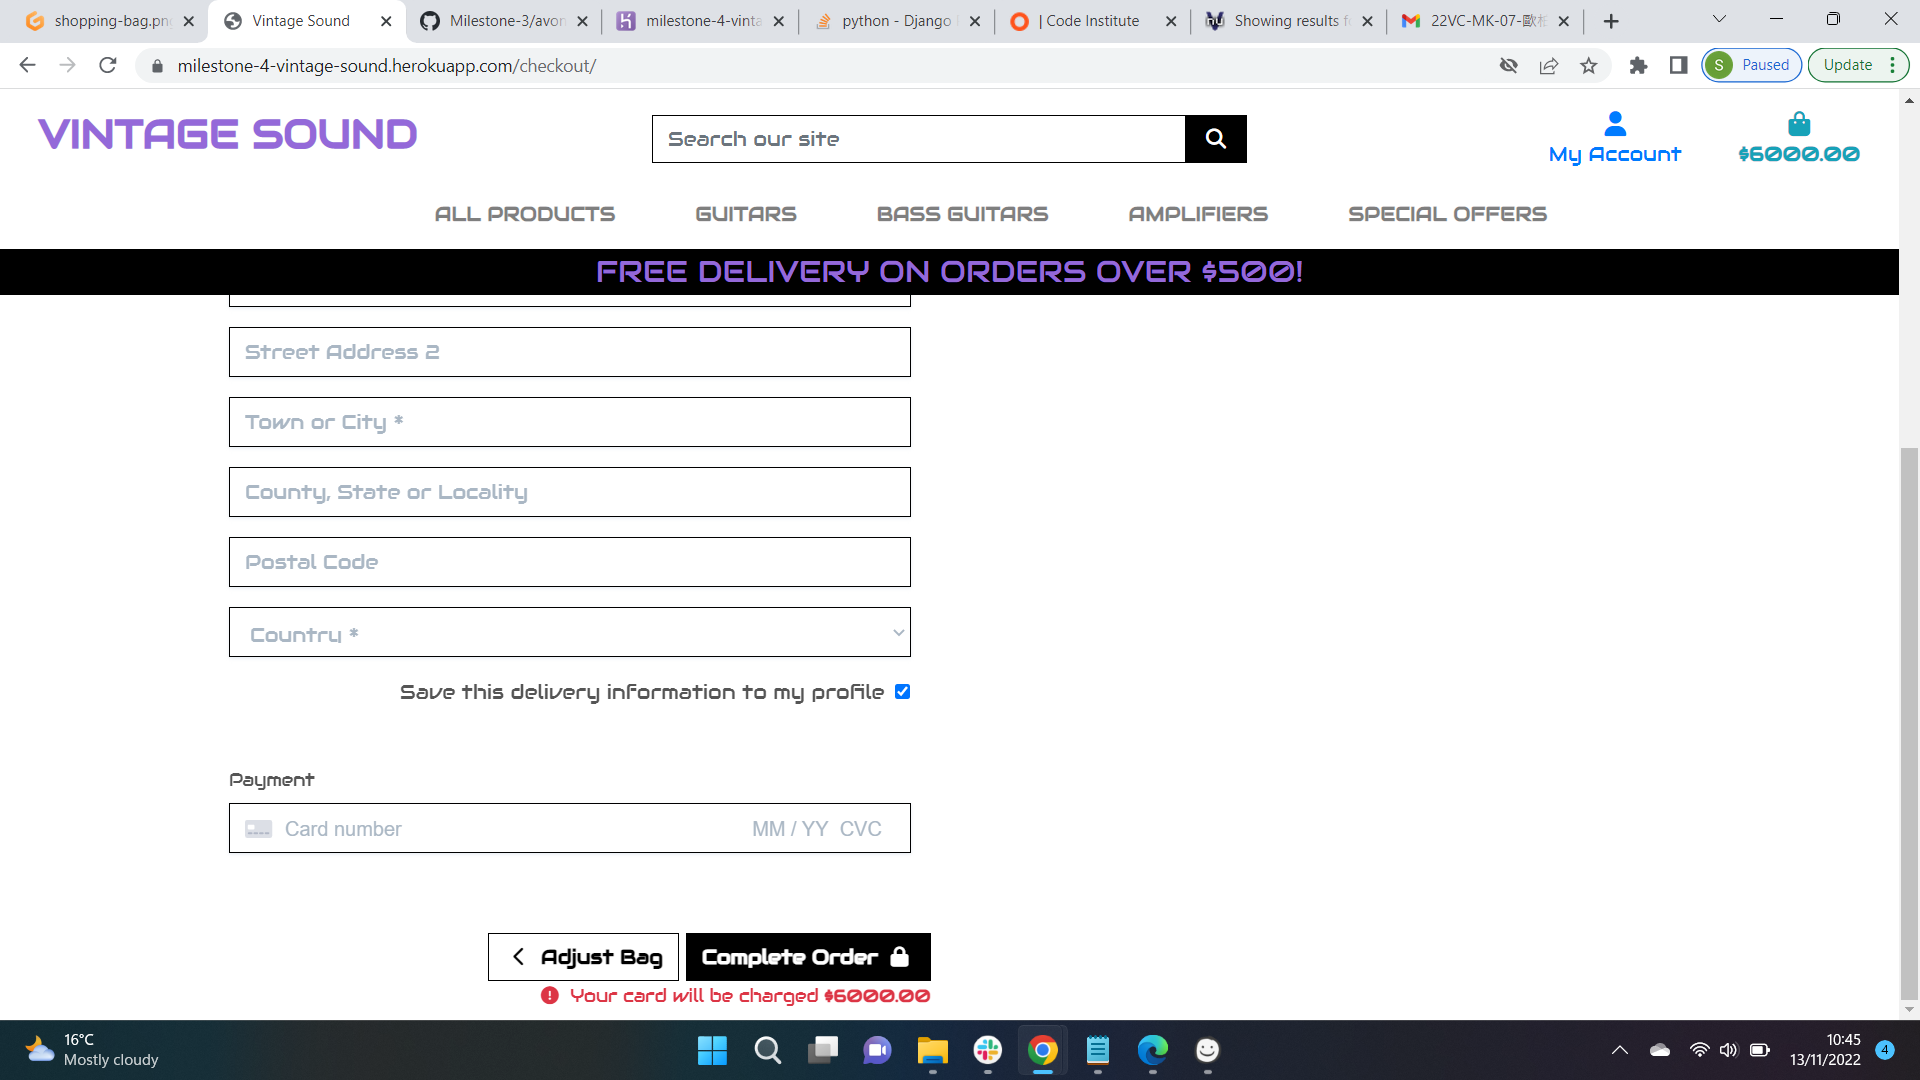 shopping-bag.pn
Vintage Sound
Milestone-3/avon
milestone-4-vinta
python - Django
| Code Institute
Showing results f
22VC-MK-07-歐
milestone-4-vintage-sound.herokuapp.com/checkout/
S
Paused
Update
VINTAGE SOUND
Search our site
My Account
$6000.00
ALL PRODUCTS
GUITARS
BASS GUITARS
AMPLIFIERS
SPECIAL OFFERS
FREE DELIVERY ON ORDERS OVER $500!
Street Address 2
Town or City *
County, State or Locality
Postal Code
Country *
Save this delivery information to my profile
Payment
Card number
MM / YY CVC
Adjust Bag
Complete Order
Your card will be charged $6000.00
16°C
Mostly cloudy
10:45
13/11/2022
4